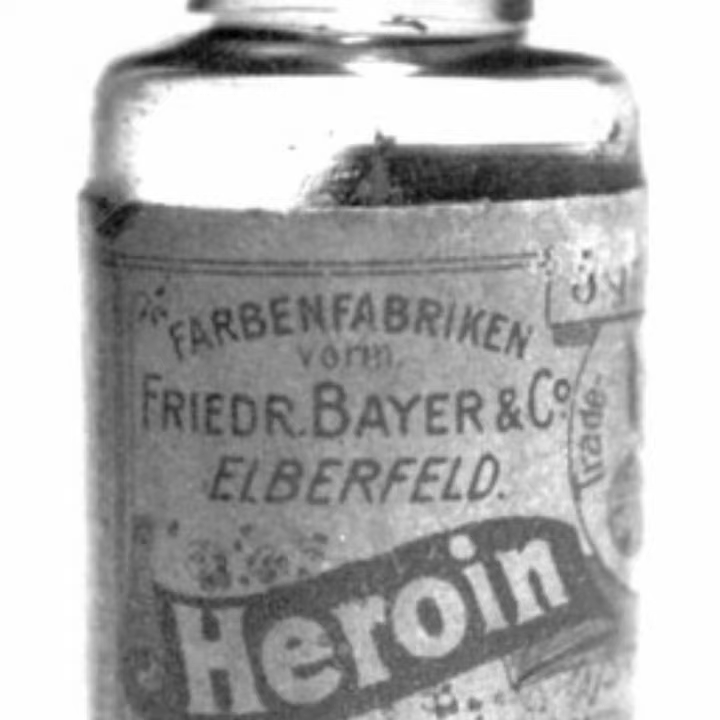 FARBENFABRIKEN
vorm.
FRIEDR. BAYER & Co
ELBERFELD.
Heroin
Trade-